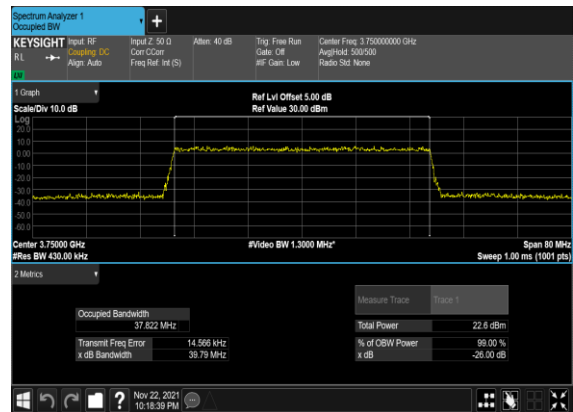 Spectrum Analyzer 1
Occupied BW
KEYSIGHT Input: RF Input Z: 50 Ω Atten: 40 dB Trig: Free Run Center Freq: 3.750000000 GHz
RL Coupling: DC Corr CCorr Gate: Off Avg|Hold: 500/500
Align: Auto Freq Ref: Int (S) #IF Gain: Low Radio Std: None
1 Graph
Ref Lvl Offset 5.00 dB
Scale/Div 10.0 dB Ref Value 30.00 dBm
Log
20.0
10.0
0.00
-10.0
-20.0
-30.0
-40.0
-50.0
-60.0
Center 3.75000 GHz #Video BW 1.3000 MHz* Span 80 MHz
#Res BW 430.00 kHz Sweep 1.00 ms (1001 pts)
2 Metrics
Measure Trace Trace 1
Occupied Bandwidth
37.822 MHz Total Power 22.6 dBm
Transmit Freq Error 14.566 kHz % of OBW Power 99.00 %
x dB Bandwidth 39.79 MHz x dB -26.00 dB
? Nov 22, 2021
10:18:39 PM